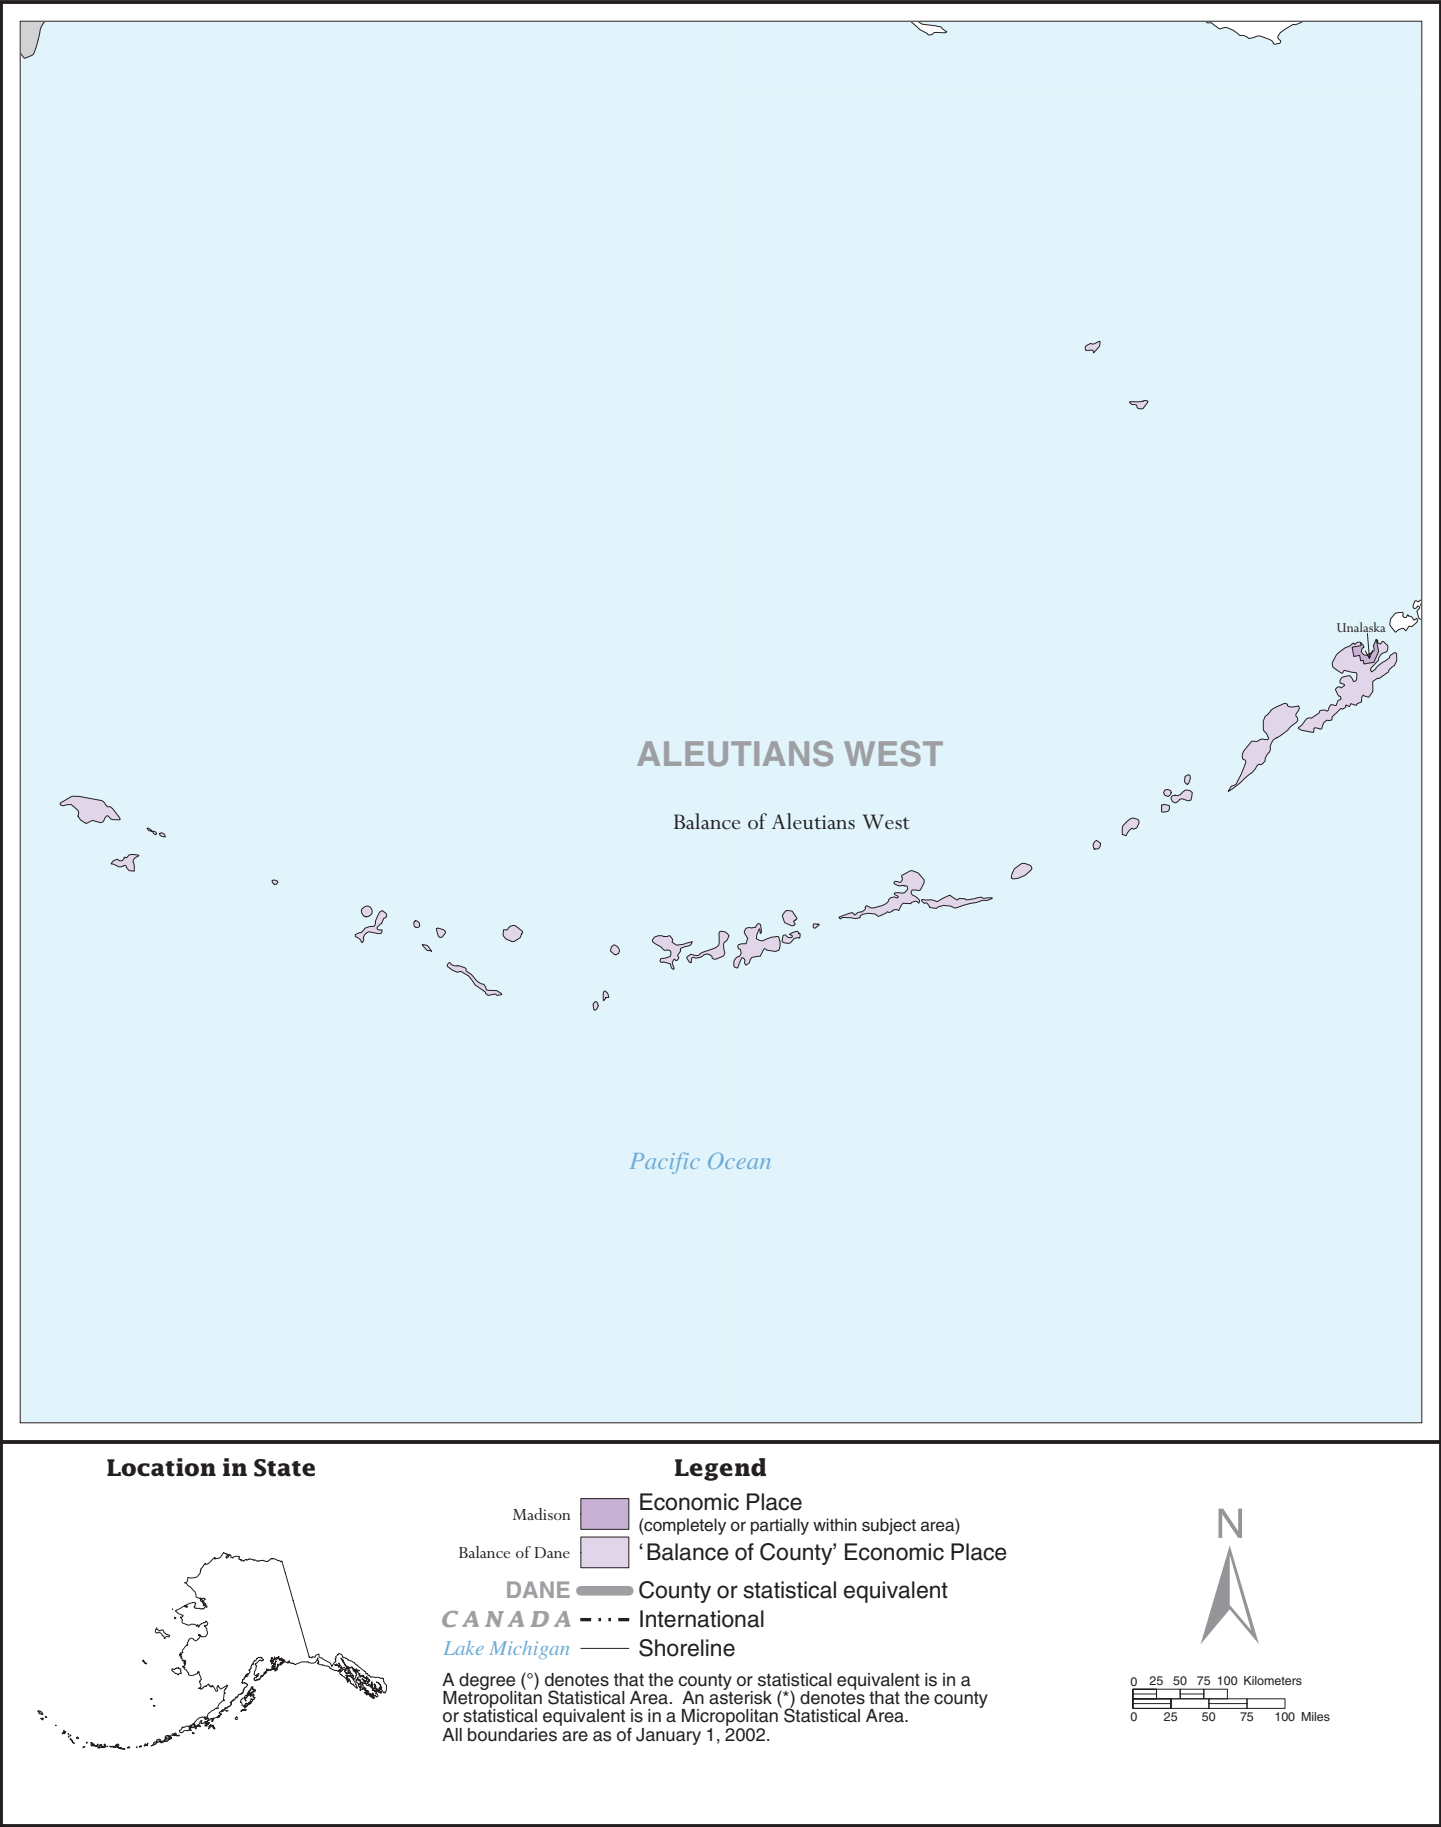 Unalaska
ALEUTIANS WEST
Balance of Aleutians West
Pacific Ocean
Location in State
Legend
Madison
Economic Place
(completely or partially within subject area)
Balance of Dane
‘Balance of County’ Economic Place
DANE
County or statistical equivalent
CANADA
International
Lake Michigan
Shoreline
A degree (°) denotes that the county or statistical equivalent is in a
Metropolitan Statistical Area. An asterisk (*) denotes that the county
or statistical equivalent is in a Micropolitan Statistical Area.
All boundaries are as of January 1, 2002.
N
0 25 50 75 100 Kilometers
0 25 50 75 100 Miles